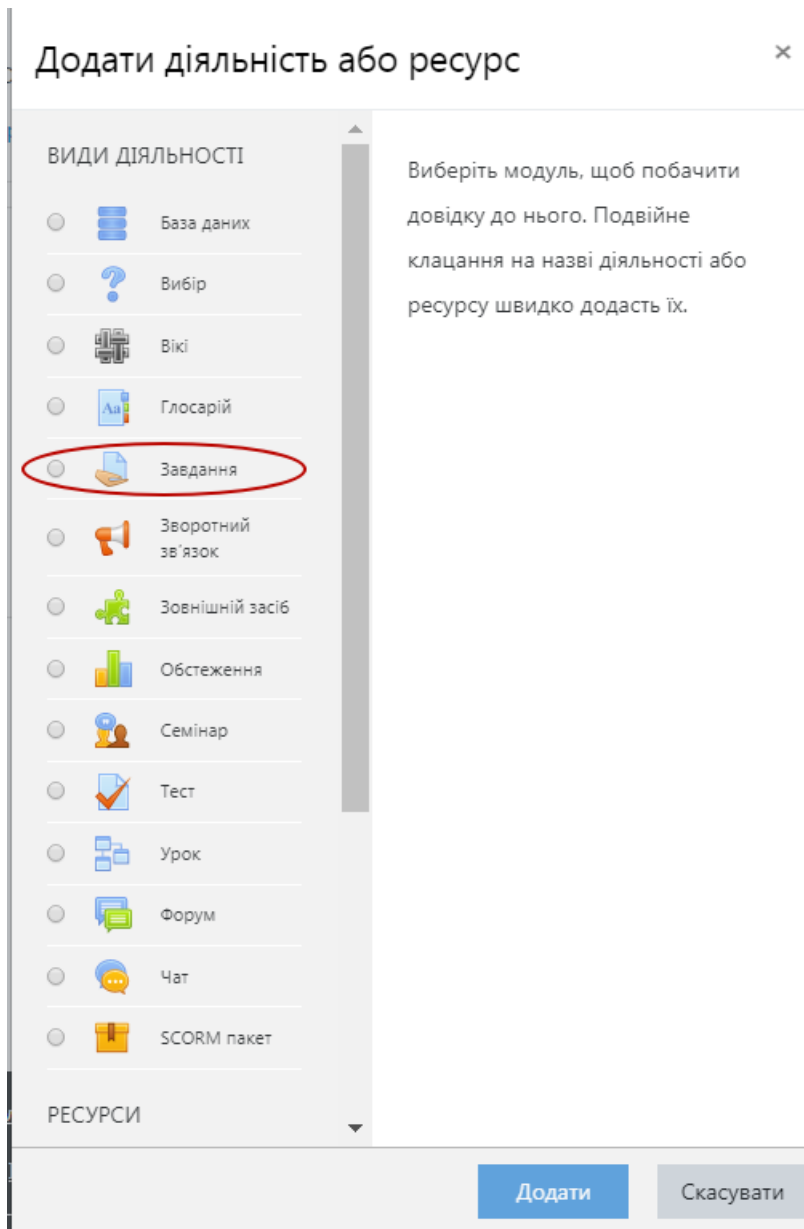 Додати діяльність або ресурс
×
ВИДИ ДІЯЛЬНОСТІ
База даних
Вибір
Вікі
Aa
Глосарій
Завдання
Зворотний
зв'язок
Зовнішній засіб
Обстеження
Семінар
Тест
Урок
Форум
Чат
SCORM пакет
РЕСУРСИ
Виберіть модуль, щоб побачити
довідку до нього. Подвійне
клацання на назві діяльності або
ресурсу швидко додасть їх.
Додати
Скасувати